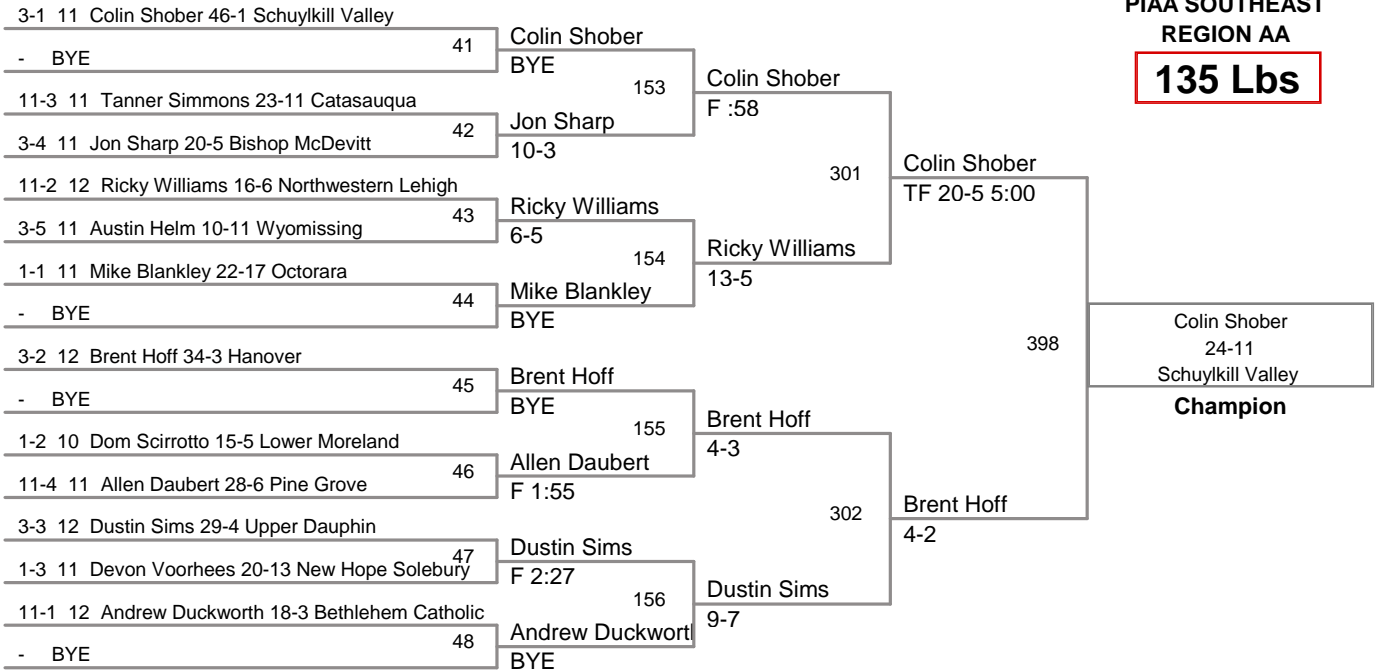 PIAA SOUTHEAST
REGION AA
135 Lbs
3-1 11 Colin Shober 46-1 Schuylkill Valley
41
- BYE
Colin Shober
BYE
11-3 11 Tanner Simmons 23-11 Catasauqua
42
3-4 11 Jon Sharp 20-5 Bishop McDevitt
Jon Sharp
10-3
153
Colin Shober
F :58
11-2 12 Ricky Williams 16-6 Northwestern Lehigh
43
3-5 11 Austin Helm 10-11 Wyomissing
Ricky Williams
6-5
1-1 11 Mike Blankley 22-17 Octorara
44
- BYE
Mike Blankley
BYE
154
Ricky Williams
13-5
301
Colin Shober
TF 20-5 5:00
3-2 12 Brent Hoff 34-3 Hanover
45
- BYE
Brent Hoff
BYE
1-2 10 Dom Scirrotto 15-5 Lower Moreland
46
11-4 11 Allen Daubert 28-6 Pine Grove
Allen Daubert
F 1:55
155
Brent Hoff
4-3
3-3 12 Dustin Sims 29-4 Upper Dauphin
47
1-3 11 Devon Voorhees 20-13 New Hope Solebury
Dustin Sims
F 2:27
11-1 12 Andrew Duckworth 18-3 Bethlehem Catholic
48
- BYE
Andrew Duckwort
BYE
156
Dustin Sims
9-7
302
Brent Hoff
4-2
398
Colin Shober
24-11
Schuylkill Valley
Champion